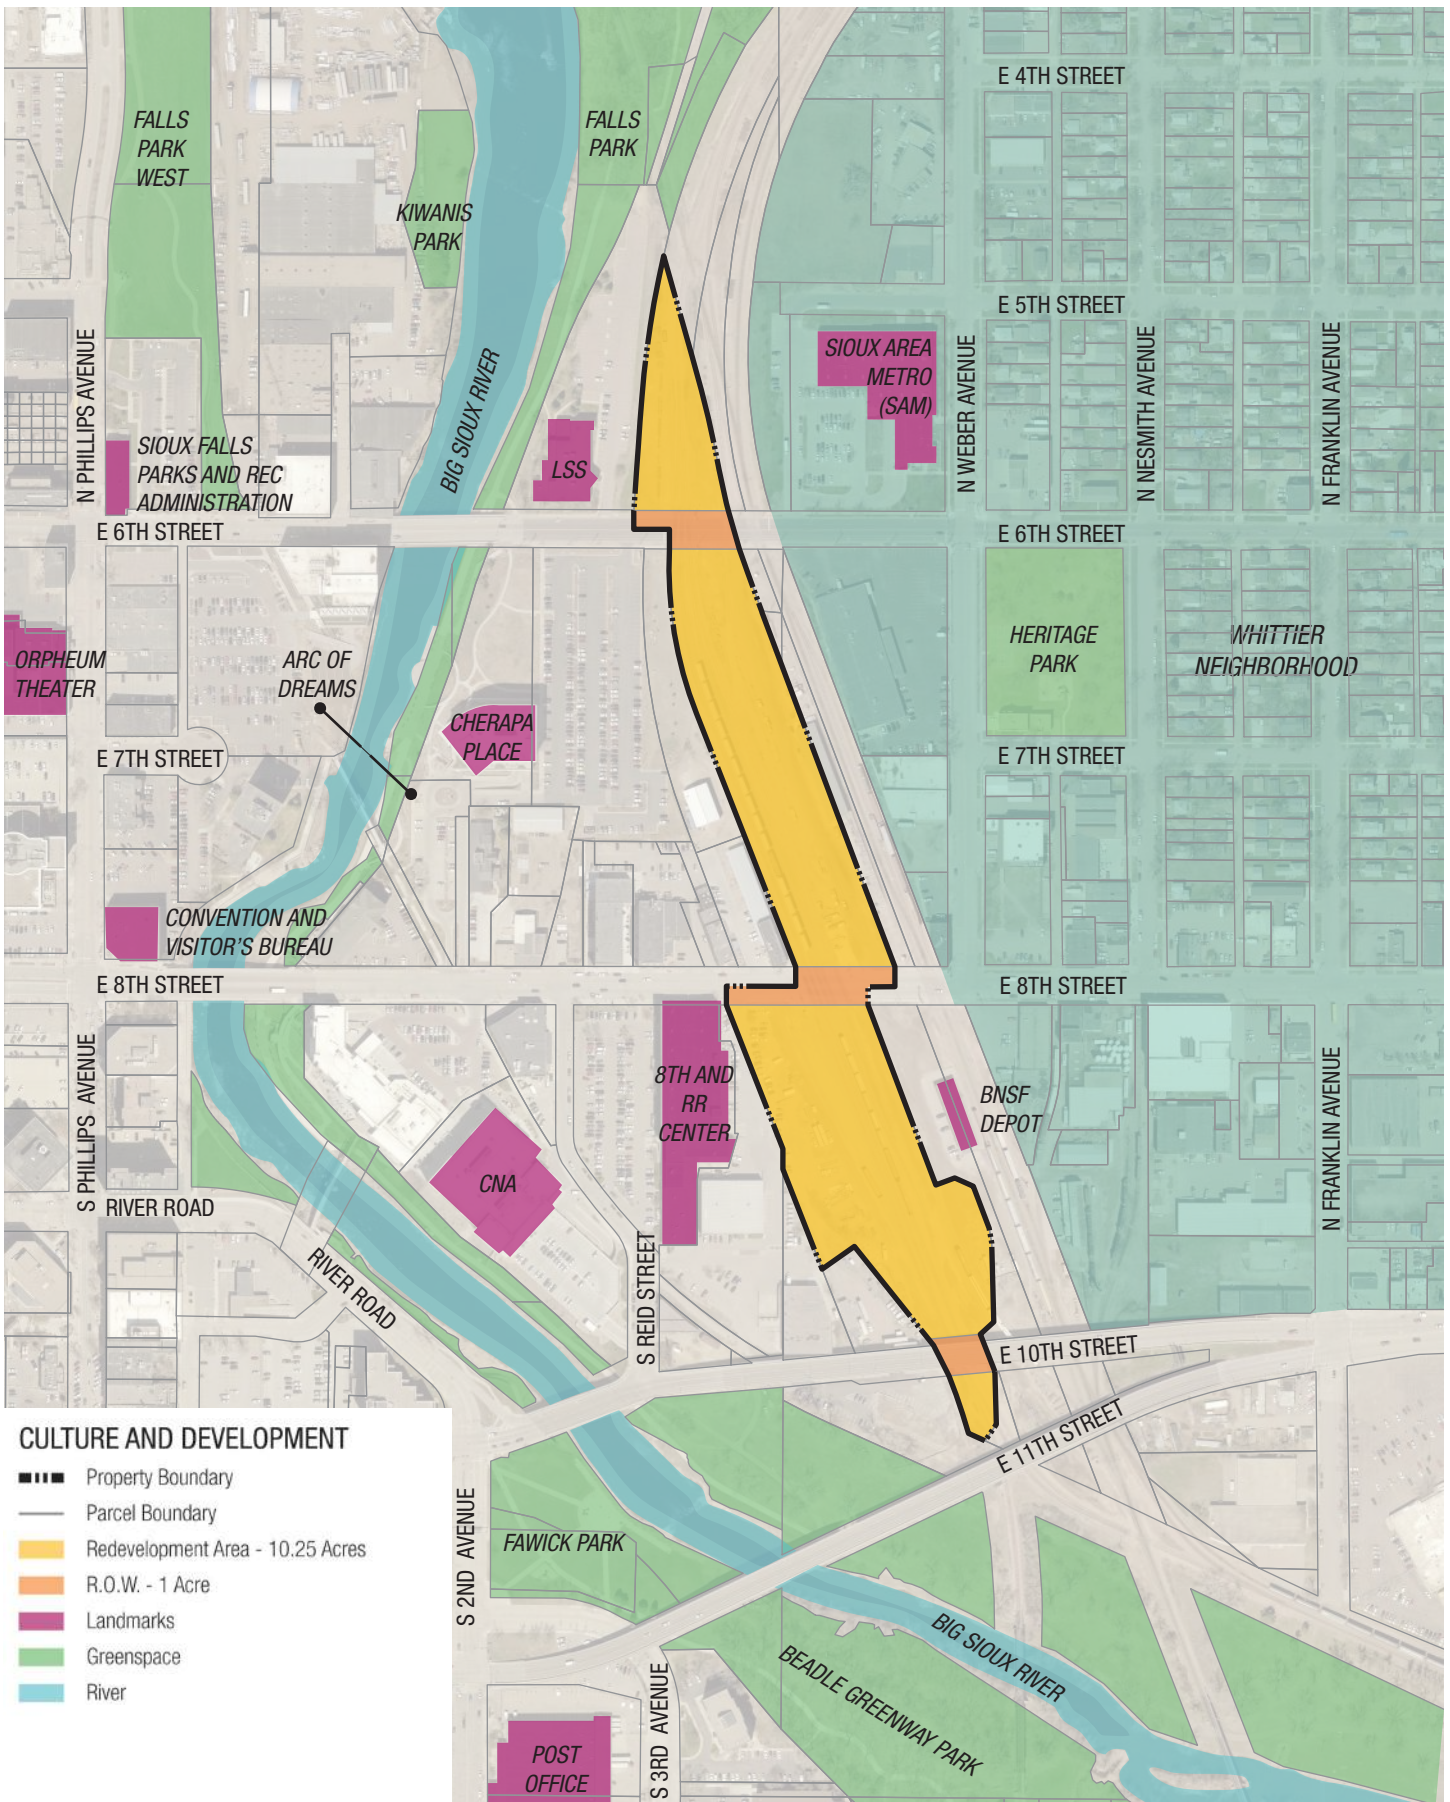 E 4TH STREET
FALLS
PARK
WEST
FALLS
PARK
KIWANIS
PARK
E 5TH STREET
N PHILLIPS AVENUE
BIG SIOUX RIVER
SIOUX AREA
METRO
(SAM)
N WEBER AVENUE
N NESMITH AVENUE
N FRANKLIN AVENUE
SIOUX FALLS
PARKS AND REC
ADMINISTRATION
LSS
E 6TH STREET
E 6TH STREET
ORPHEUM
THEATER
ARC OF
DREAMS
HERITAGE
PARK
WHITTIER
NEIGHBORHOOD
CHERAPA
PLACE
E 7TH STREET
E 7TH STREET
CONVENTION AND
VISITOR'S BUREAU
E 8TH STREET
E 8TH STREET
S PHILLIPS AVENUE
8TH AND
RR
CENTER
BNSF
DEPOT
N FRANKLIN AVENUE
CNA
RIVER ROAD
RIVER ROAD
S REID STREET
E 10TH STREET
E 11TH STREET
CULTURE AND DEVELOPMENT
Property Boundary
Parcel Boundary
Redevelopment Area - 10.25 Acres
R.O.W. - 1 Acre
Landmarks
Greenspace
River
S 2ND AVENUE
FAWICK PARK
BIG SIOUX RIVER
BEADLE GREENWAY PARK
S 3RD AVENUE
POST
OFFICE